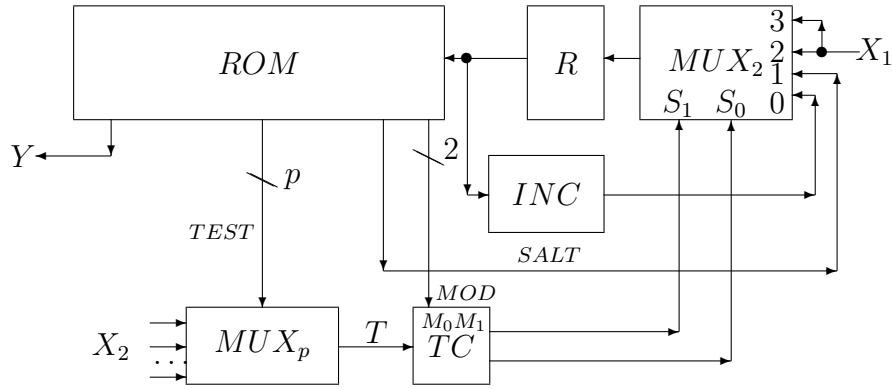 3
ROM
R
MUX₂
2
X₁
1
S₁ S₀
0
2
Y
p
INC
TEST
SALT
MOD
X₂
...
MUXₚ
T
M₀M₁
TC